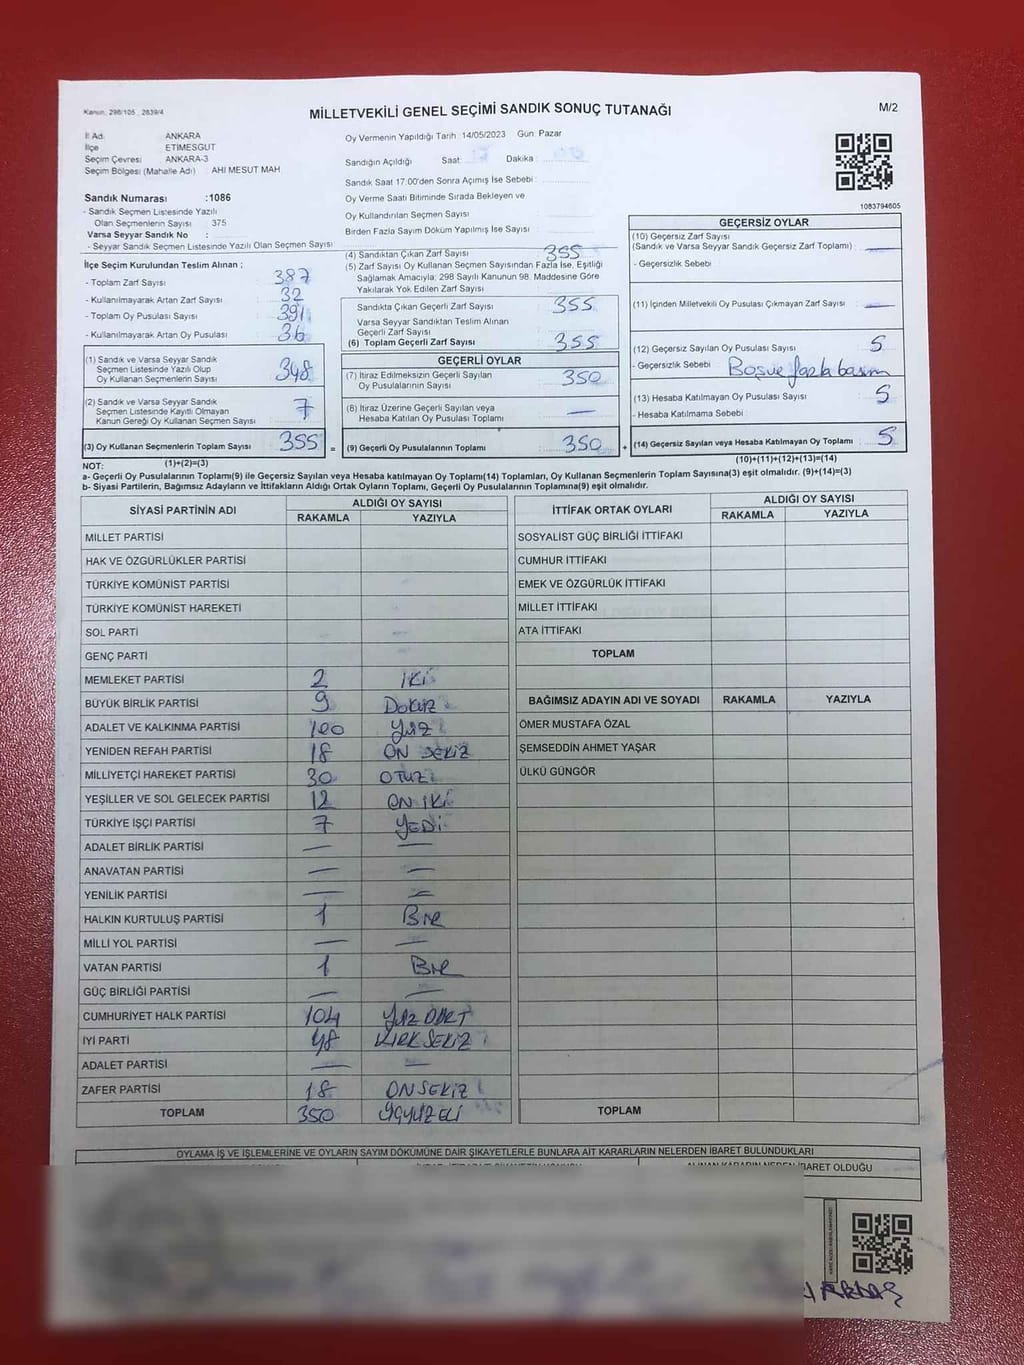 Kanun: 298/105 _ 2839/4
MİLLETVEKİLİ GENEL SEÇİMİ SANDIK SONUÇ TUTANAĞI
M/2
İl Adı ANKARA
İlçe ETİMESGUT
Seçim Çevresi : ANKARA-3
Seçim Bölgesi (Mahalle Adı) : AHI MESUT MAH
Sandık Numarası :1086
- Sandık Seçmen Listesinde Yazılı
Olan Seçmenlerin Sayısı : 375
Varsa Seyyar Sandık No :
- Seyyar Sandık Seçmen Listesinde Yazılı Olan Seçmen Sayısı :
Oy Vermenin Yapıldığı Tarih :14/05/2023 Gün: Pazar
Sandığın Açıldığı Saat: Dakika :
Sandık Saat 17:00'den Sonra Açımış İse Sebebi :
Oy Verme Saati Bitiminde Sırada Bekleyen ve
Oy Kullandırılan Seçmen Sayısı
Birden Fazla Sayım Döküm Yapılmış İse Sayısı :
1083794605
İlçe Seçim Kurulundan Teslim Alınan ;
- Toplam Zarf Sayısı : 387
- Kullanılmayarak Artan Zarf Sayısı : 32
- Toplam Oy Pusulası Sayısı : 391
- Kullanılmayarak Artan Oy Pusulası : 36
(1) Sandık ve Varsa Seyyar Sandık
Seçmen Listesinde Yazılı Olup
Oy Kullanan Seçmenlerin Sayısı : 348
(2) Sandık ve Varsa Seyyar Sandık
Seçmen Listesinde Kayıtlı Olmayan
Kanun Gereği Oy Kullanan Seçmen Sayısı : 7
(3) Oy Kullanan Seçmenlerin Toplam Sayısı : 355
(1)+(2)=(3)
(4) Sandıktan Çıkan Zarf Sayısı : 355
(5) Zarf Sayısı Oy Kullanan Seçmen Sayısından Fazla İse, Eşitliği
Sağlamak Amacıyla; 298 Sayılı Kanunun 98. Maddesine Göre
Yakılarak Yok Edilen Zarf Sayısı :
Sandıkta Çıkan Geçerli Zarf Sayısı : 355
Varsa Seyyar Sandıktan Teslim Alınan
Geçerli Zarf Sayısı :
(6) Toplam Geçerli Zarf Sayısı : 355
GEÇERLİ OYLAR
(7) İtiraz Edilmeksizin Geçerli Sayılan
Oy Pusulalarının Sayısı : 350
(8) İtiraz Üzerine Geçerli Sayılan veya
Hesaba Katılan Oy Pusulası Toplamı : —
= (9) Geçerli Oy Pusulalarının Toplamı : 350 +
GEÇERSİZ OYLAR
(10) Geçersiz Zarf Sayısı
(Sandık ve Varsa Seyyar Sandık Geçersiz Zarf Toplamı) : —
- Geçersizlik Sebebi :
(11) İçinden Milletvekili Oy Pusulası Çıkmayan Zarf Sayısı : —
(12) Geçersiz Sayılan Oy Pusulası Sayısı : 5
- Geçersizlik Sebebi : Boş ve fazla basım
(13) Hesaba Katılmayan Oy Pusulası Sayısı : 5
- Hesaba Katılmama Sebebi :
(14) Geçersiz Sayılan veya Hesaba Katılmayan Oy Toplamı : 5
(10)+(11)+(12)+(13)=(14)
NOT:
a- Geçerli Oy Pusulalarının Toplamı(9) ile Geçersiz Sayılan veya Hesaba katılmayan Oy Toplamı(14) Toplamları, Oy Kullanan Seçmenlerin Toplam Sayısına(3) eşit olmalıdır. (9)+(14)=(3)
b- Siyasi Partilerin, Bağımsız Adayların ve İttifakların Aldığı Ortak Oyların Toplamı, Geçerli Oy Pusulalarının Toplamına(9) eşit olmalıdır.
SİYASİ PARTİNİN ADI ALDIĞI OY SAYISI
RAKAMLA YAZIYLA
MİLLET PARTİSİ
HAK VE ÖZGÜRLÜKLER PARTİSİ
TÜRKİYE KOMÜNİST PARTİSİ
TÜRKİYE KOMÜNİST HAREKETİ
SOL PARTİ
GENÇ PARTİ
MEMLEKET PARTİSİ 2 İKİ
BÜYÜK BİRLİK PARTİSİ 9 DOKUZ
ADALET VE KALKINMA PARTİSİ 100 YÜZ
YENİDEN REFAH PARTİSİ 18 ON SEKİZ
MİLLİYETÇİ HAREKET PARTİSİ 30 OTUZ
YEŞİLLER VE SOL GELECEK PARTİSİ 12 ON İKİ
TÜRKİYE İŞÇİ PARTİSİ 7 YEDİ
ADALET BİRLİK PARTİSİ — —
ANAVATAN PARTİSİ — —
YENİLİK PARTİSİ — —
HALKIN KURTULUŞ PARTİSİ 1 BİR
MİLLİ YOL PARTİSİ — —
VATAN PARTİSİ 1 BİR
GÜÇ BİRLİĞİ PARTİSİ — —
CUMHURİYET HALK PARTİSİ 104 YÜZ DÖRT
İYİ PARTİ 48 KIRK SEKİZ
ADALET PARTİSİ — —
ZAFER PARTİSİ 18 ONSEKİZ
TOPLAM 350 ÜÇYÜZELLİ
İTTİFAK ORTAK OYLARI ALDIĞI OY SAYISI
RAKAMLA YAZIYLA
SOSYALIST GÜÇ BİRLİĞİ İTTİFAKI
CUMHUR İTTİFAKI
EMEK VE ÖZGÜRLÜK İTTİFAKI
MİLLET İTTİFAKI
ATA İTTİFAKI
TOPLAM
BAĞIMSIZ ADAYIN ADI VE SOYADI RAKAMLA YAZIYLA
ÖMER MUSTAFA ÖZAL
ŞEMSEDDİN AHMET YAŞAR
ÜLKÜ GÜNGÖR
TOPLAM
OYLAMA İŞ VE İŞLEMLERİNE VE OYLARIN SAYIM DÖKÜMÜNE DAİR ŞİKAYETLERLE BUNLARA AİT KARARLARIN NELERDEN İBARET BULUNDUKLARI
ALINAN KARARIN NEDEN İBARET OLDUĞU